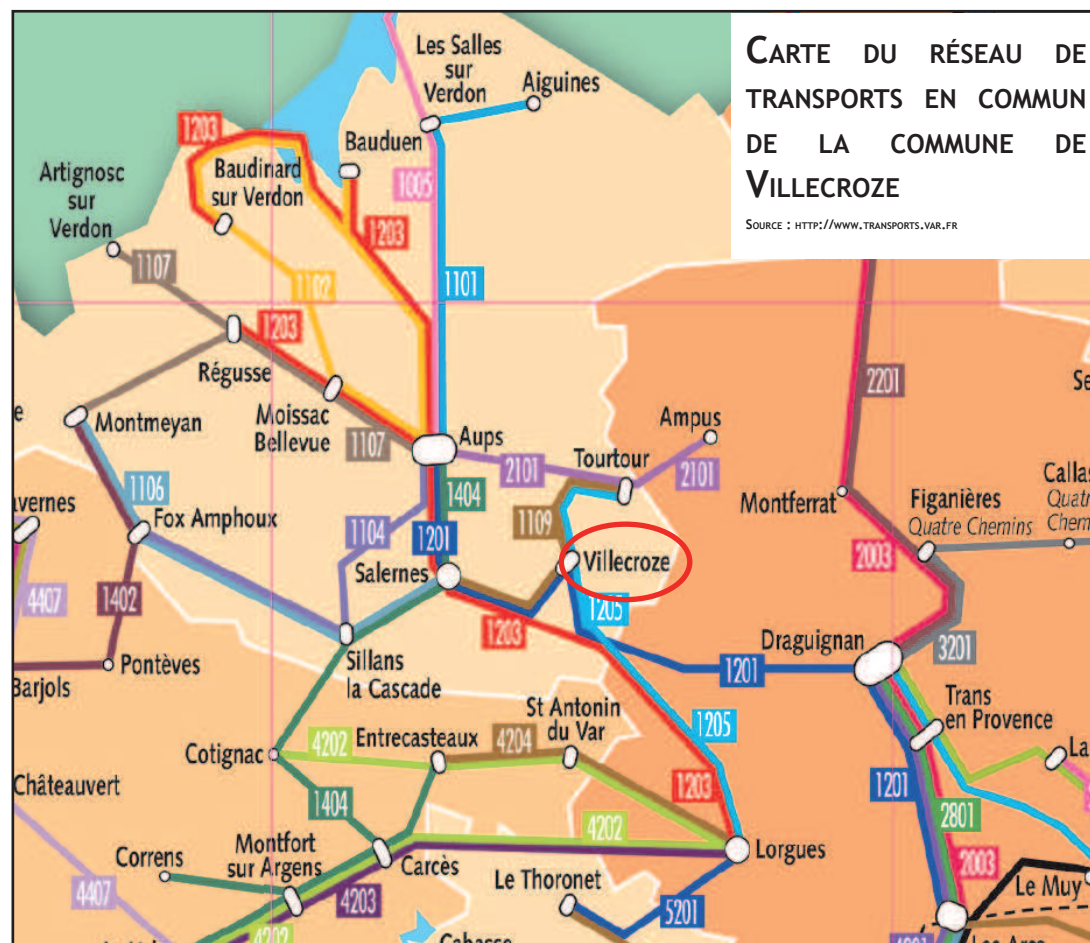 CARTE DU RÉSEAU DE
TRANSPORTS EN COMMUN
DE LA COMMUNE DE
VILLECROZE
SOURCE : HTTP://WWW.TRANSPORTS.VAR.FR
Les Salles
sur
Verdon
Aiguines
1203
Bauduen
Artignosc
sur
Verdon
Baudinard
sur Verdon
1005
1203
1107
1102
1101
1203
Régusse
2201
Montmeyan
Moissac
Bellevue
1107
Aups
Ampus
2101
Tourtour
2101
1404
1106
Fox Amphoux
1104
1201
1109
Montferrat
Figanières
Quatre Chemins
Salernes
Villecroze
2003
4407
1402
1205
1203
Pontèves
Barjols
Sillans
la Cascade
Draguignan
3201
1201
Trans
en Provence
St Antonin
du Var
Cotignac
4202
Entrecasteaux
4204
1205
Châteauvert
1404
1203
1201
2801
Montfort
sur Argens
4202
Correns
Carcès
Lorgues
2003
4407
4203
Le Thoronet
5201
Le Muy
4202
Cabasse
Les Arcs